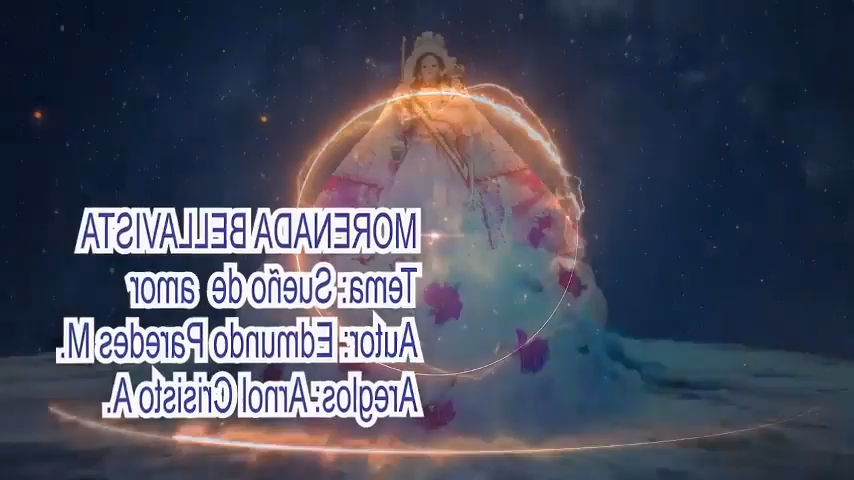 MORENADA BELLAVISTA
Tema: Sueño de amor
Autor: Edmundo Paredes M.
Areglos: Arnol Crisisto A.